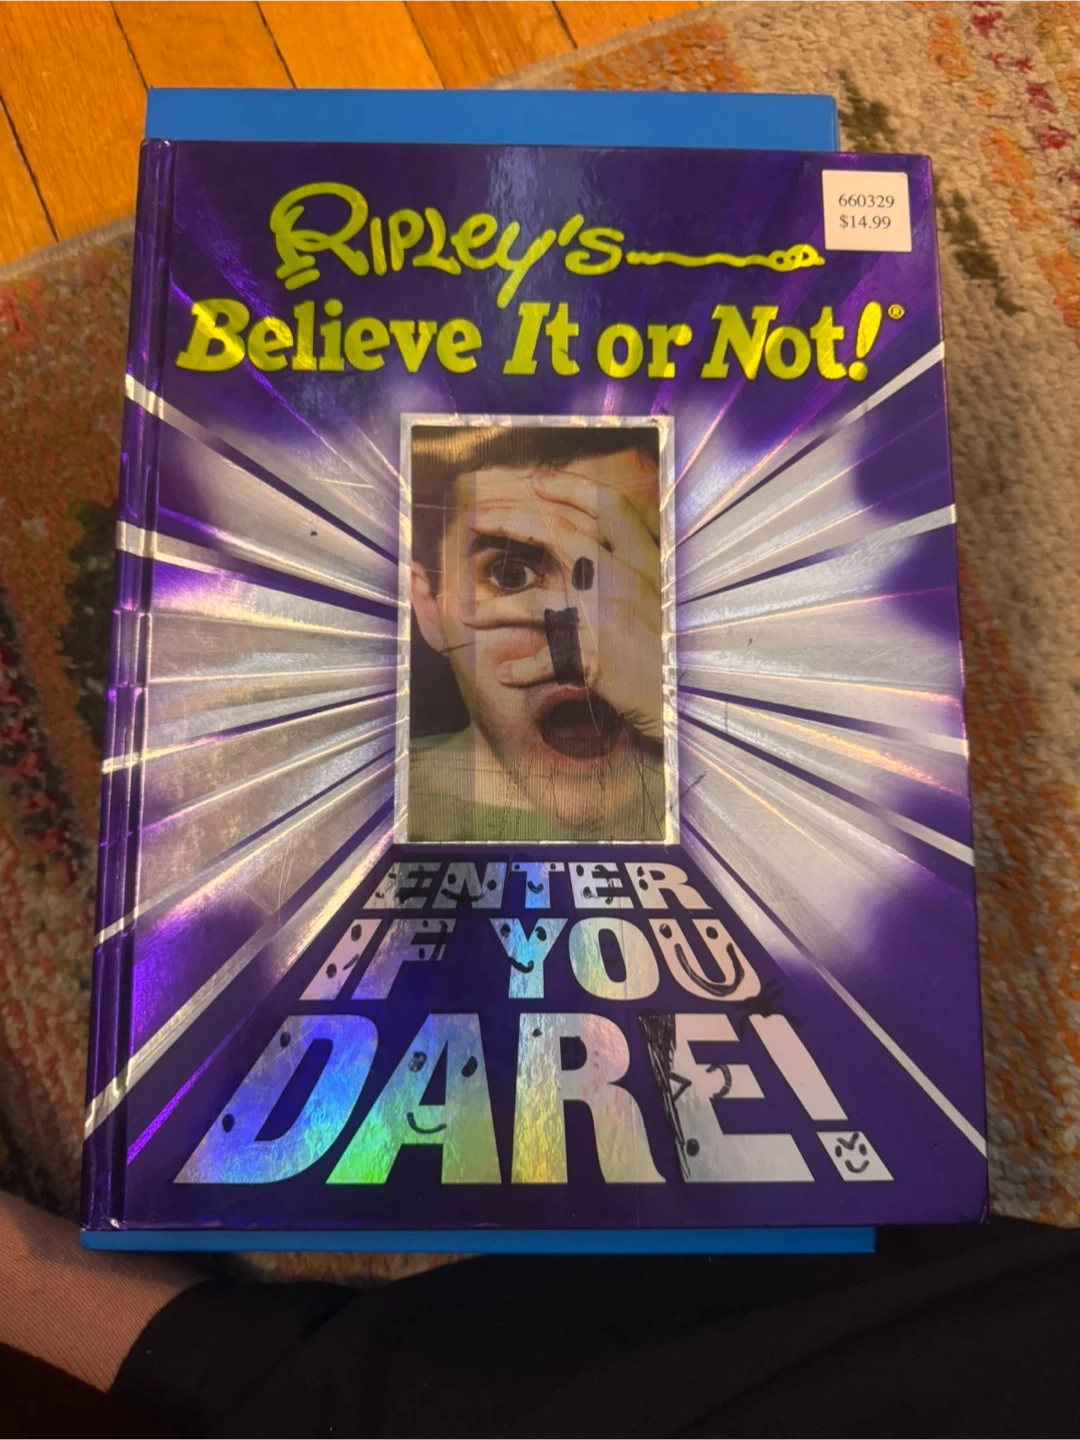 660329
$14.99
Ripley's
Believe It or Not!®
ENTER
IF YOU
DARE!